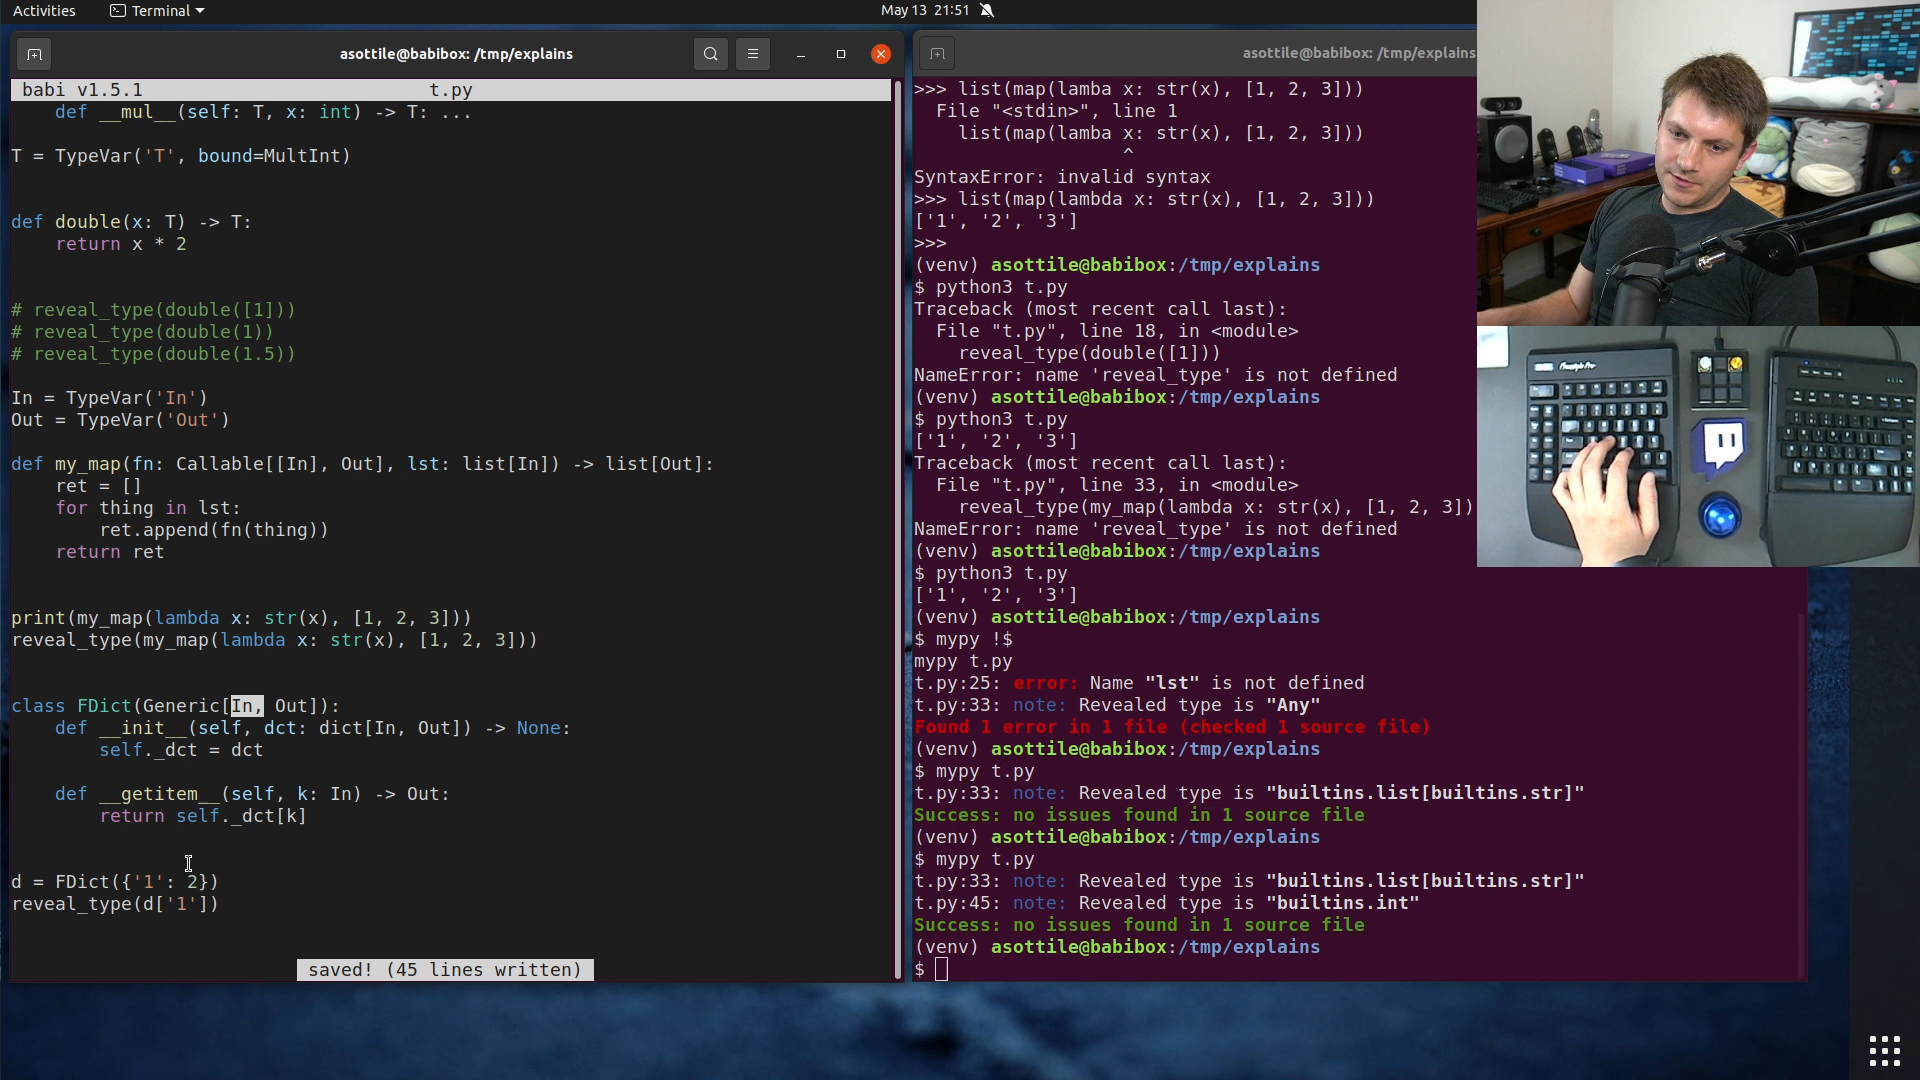 Activities
Terminal
May 13 21:51
asottile@babibox: /tmp/explains
babi v1.5.1 t.py
def __mul__(self: T, x: int) -> T: ...
T = TypeVar('T', bound=MultInt)
def double(x: T) -> T:
return x * 2
# reveal_type(double([1]))
# reveal_type(double(1))
# reveal_type(double(1.5))
In = TypeVar('In')
Out = TypeVar('Out')
def my_map(fn: Callable[[In], Out], lst: list[In]) -> list[Out]:
ret = []
for thing in lst:
ret.append(fn(thing))
return ret
print(my_map(lambda x: str(x), [1, 2, 3]))
reveal_type(my_map(lambda x: str(x), [1, 2, 3]))
class FDict(Generic[In, Out]):
def __init__(self, dct: dict[In, Out]) -> None:
self._dct = dct
def __getitem__(self, k: In) -> Out:
return self._dct[k]
d = FDict({'1': 2})
reveal_type(d['1'])
saved! (45 lines written)
asottile@babibox: /tmp/explains
>>> list(map(lamba x: str(x), [1, 2, 3]))
File "<stdin>", line 1
list(map(lamba x: str(x), [1, 2, 3]))
^
SyntaxError: invalid syntax
>>> list(map(lambda x: str(x), [1, 2, 3]))
['1', '2', '3']
>>>
(venv) asottile@babibox:/tmp/explains
$ python3 t.py
Traceback (most recent call last):
File "t.py", line 18, in <module>
reveal_type(double([1]))
NameError: name 'reveal_type' is not defined
(venv) asottile@babibox:/tmp/explains
$ python3 t.py
['1', '2', '3']
Traceback (most recent call last):
File "t.py", line 33, in <module>
reveal_type(my_map(lambda x: str(x), [1, 2, 3])
NameError: name 'reveal_type' is not defined
(venv) asottile@babibox:/tmp/explains
$ python3 t.py
['1', '2', '3']
(venv) asottile@babibox:/tmp/explains
$ mypy !$
mypy t.py
t.py:25: error: Name "lst" is not defined
t.py:33: note: Revealed type is "Any"
Found 1 error in 1 file (checked 1 source file)
(venv) asottile@babibox:/tmp/explains
$ mypy t.py
t.py:33: note: Revealed type is "builtins.list[builtins.str]"
Success: no issues found in 1 source file
(venv) asottile@babibox:/tmp/explains
$ mypy t.py
t.py:33: note: Revealed type is "builtins.list[builtins.str]"
t.py:45: note: Revealed type is "builtins.int"
Success: no issues found in 1 source file
(venv) asottile@babibox:/tmp/explains
$